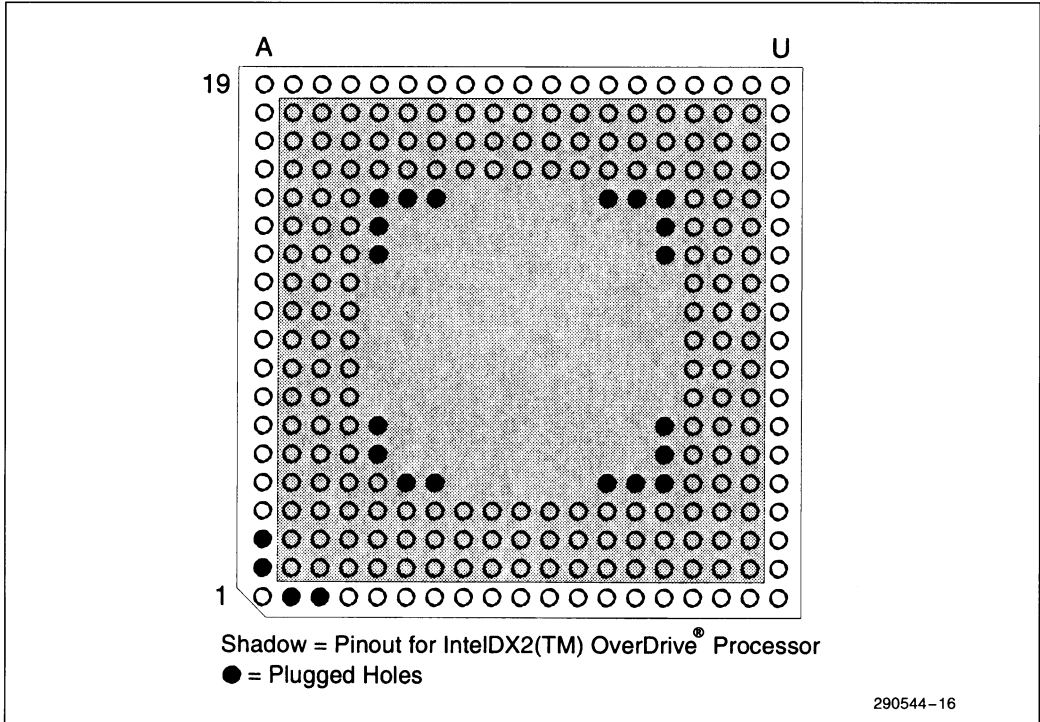 A U
19
1
Shadow = Pinout for IntelDX2(TM) OverDrive® Processor
● = Plugged Holes
290544–16